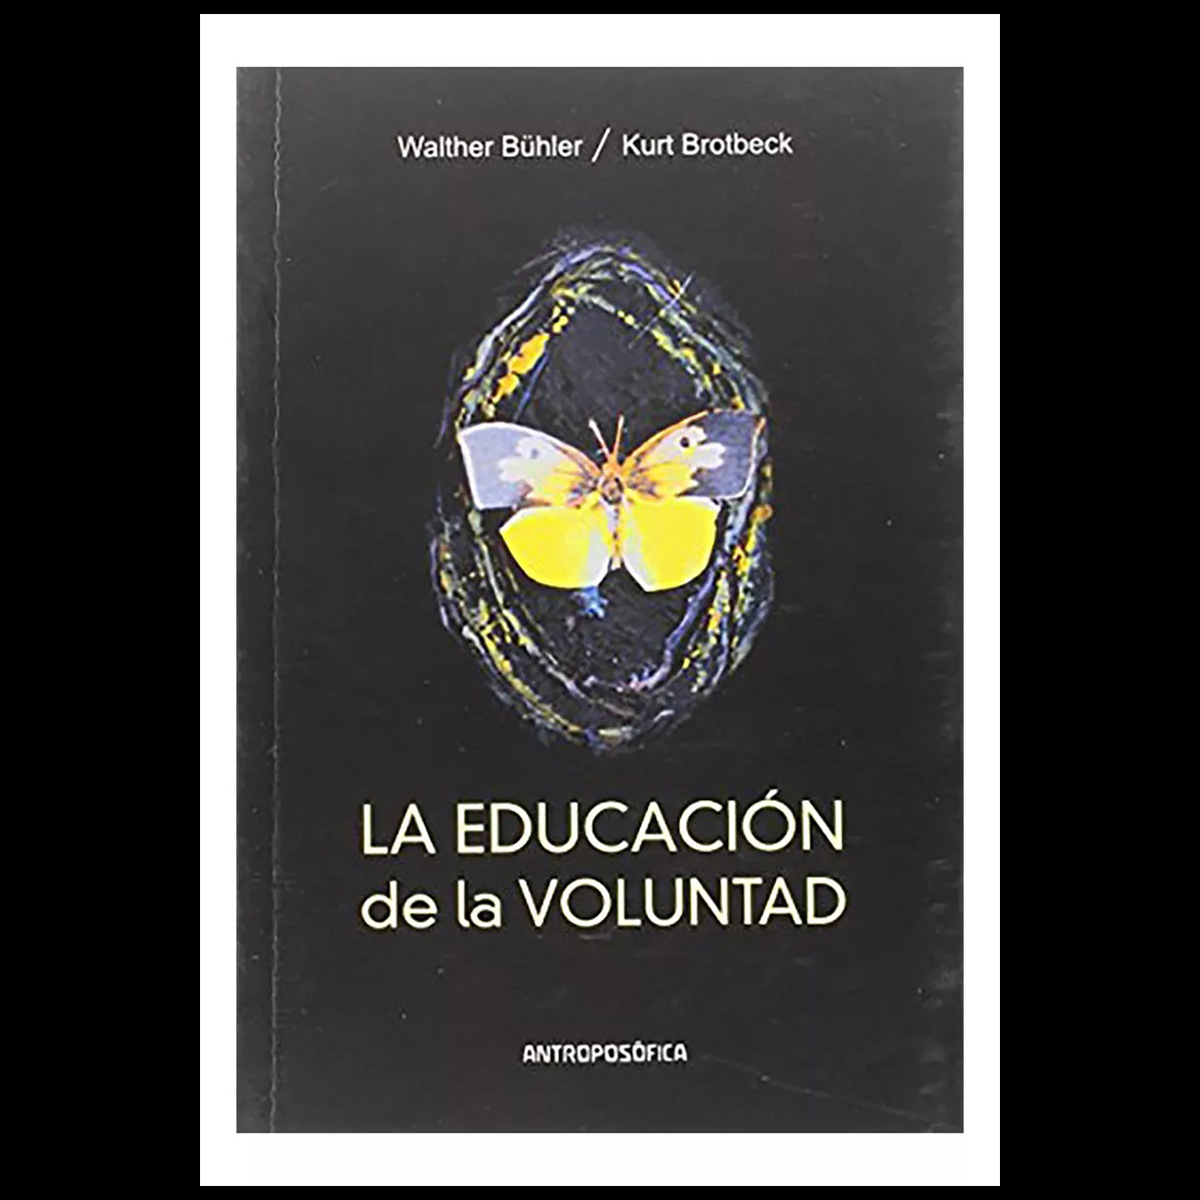 Walther Bühler / Kurt Brotbeck
LA EDUCACIÓN
de la VOLUNTAD
ANTROPOSÓFICA